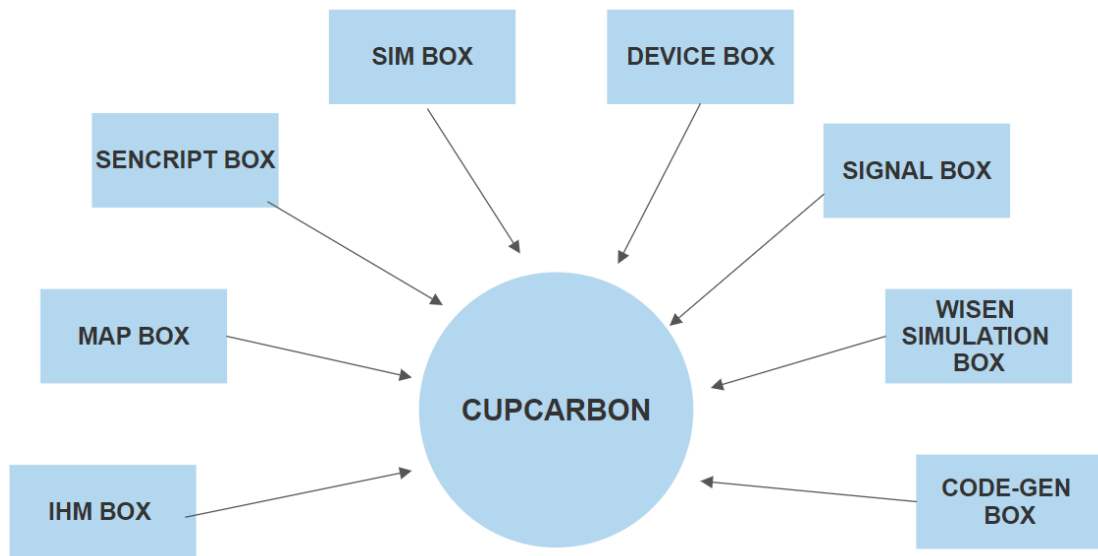 SIM BOX
DEVICE BOX
SENCRIPT BOX
SIGNAL BOX
MAP BOX
WISEN
SIMULATION
BOX
CUPCARBON
IHM BOX
CODE-GEN
BOX